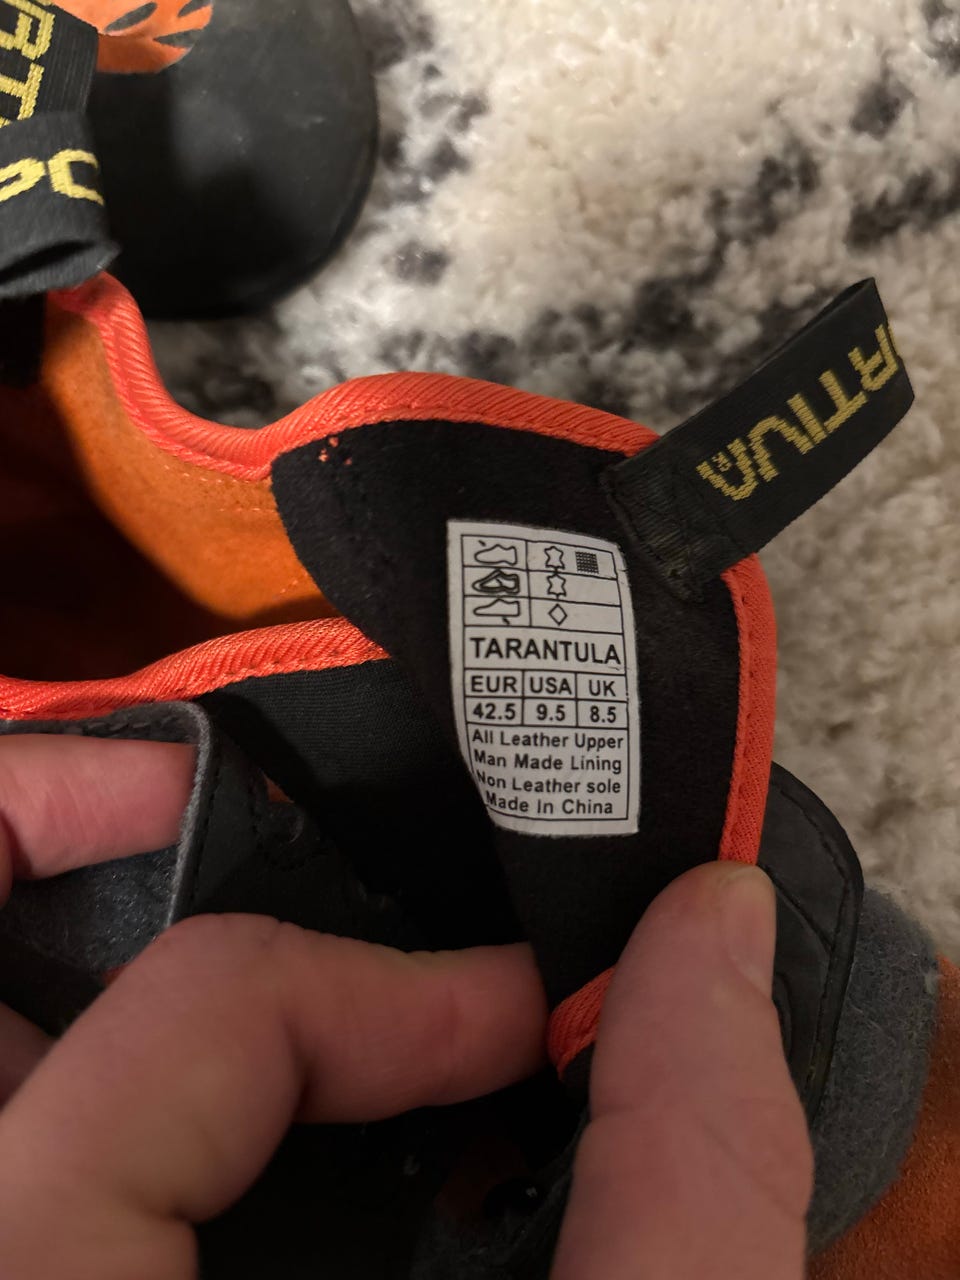 TARANTULA
EUR USA UK
42.5 9.5 8.5
All Leather Upper
Man Made Lining
Non Leather sole
Made In China